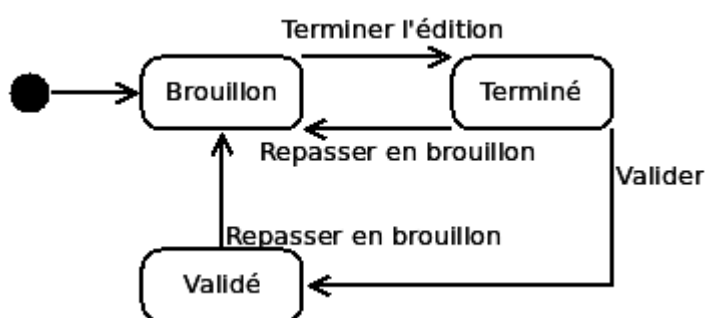 Terminer l'édition
Brouillon
Terminé
Repasser en brouillon
Valider
Repasser en brouillon
Validé